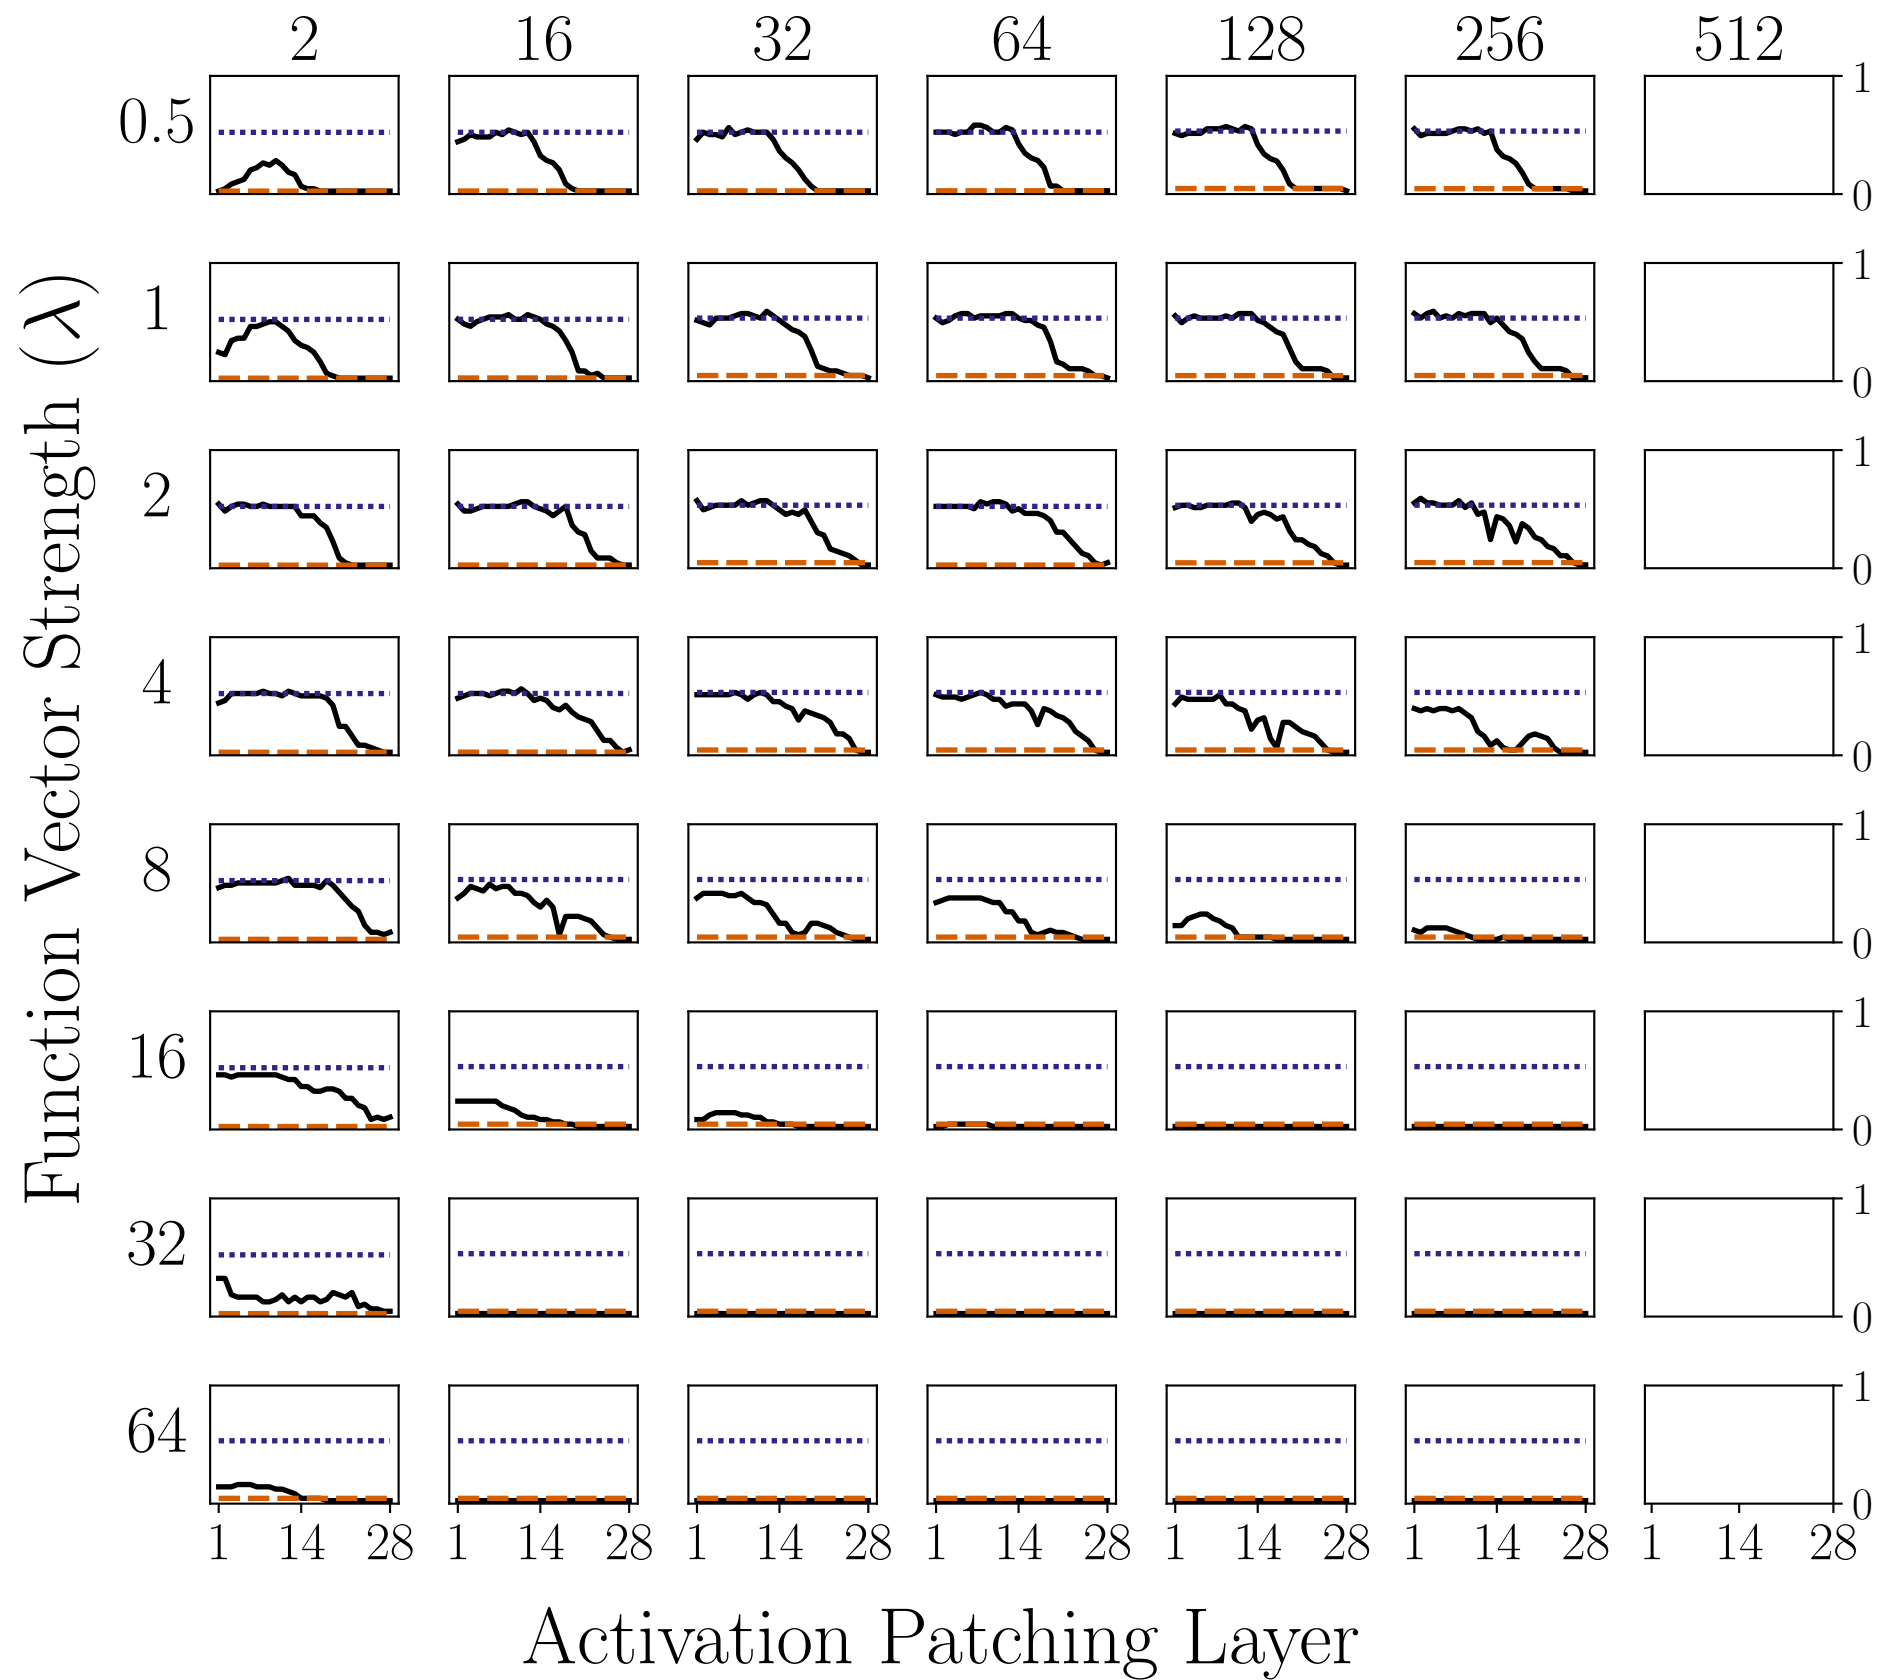 2 16 32 64 128 256 512
0.5 1 0
1 1 0
2 1 0
4 1 0
8 1 0
16 1 0
32 1 0
64 1 0
1 14 28 1 14 28 1 14 28 1 14 28 1 14 28 1 14 28 1 14 28
Function Vector Strength (λ)
Activation Patching Layer